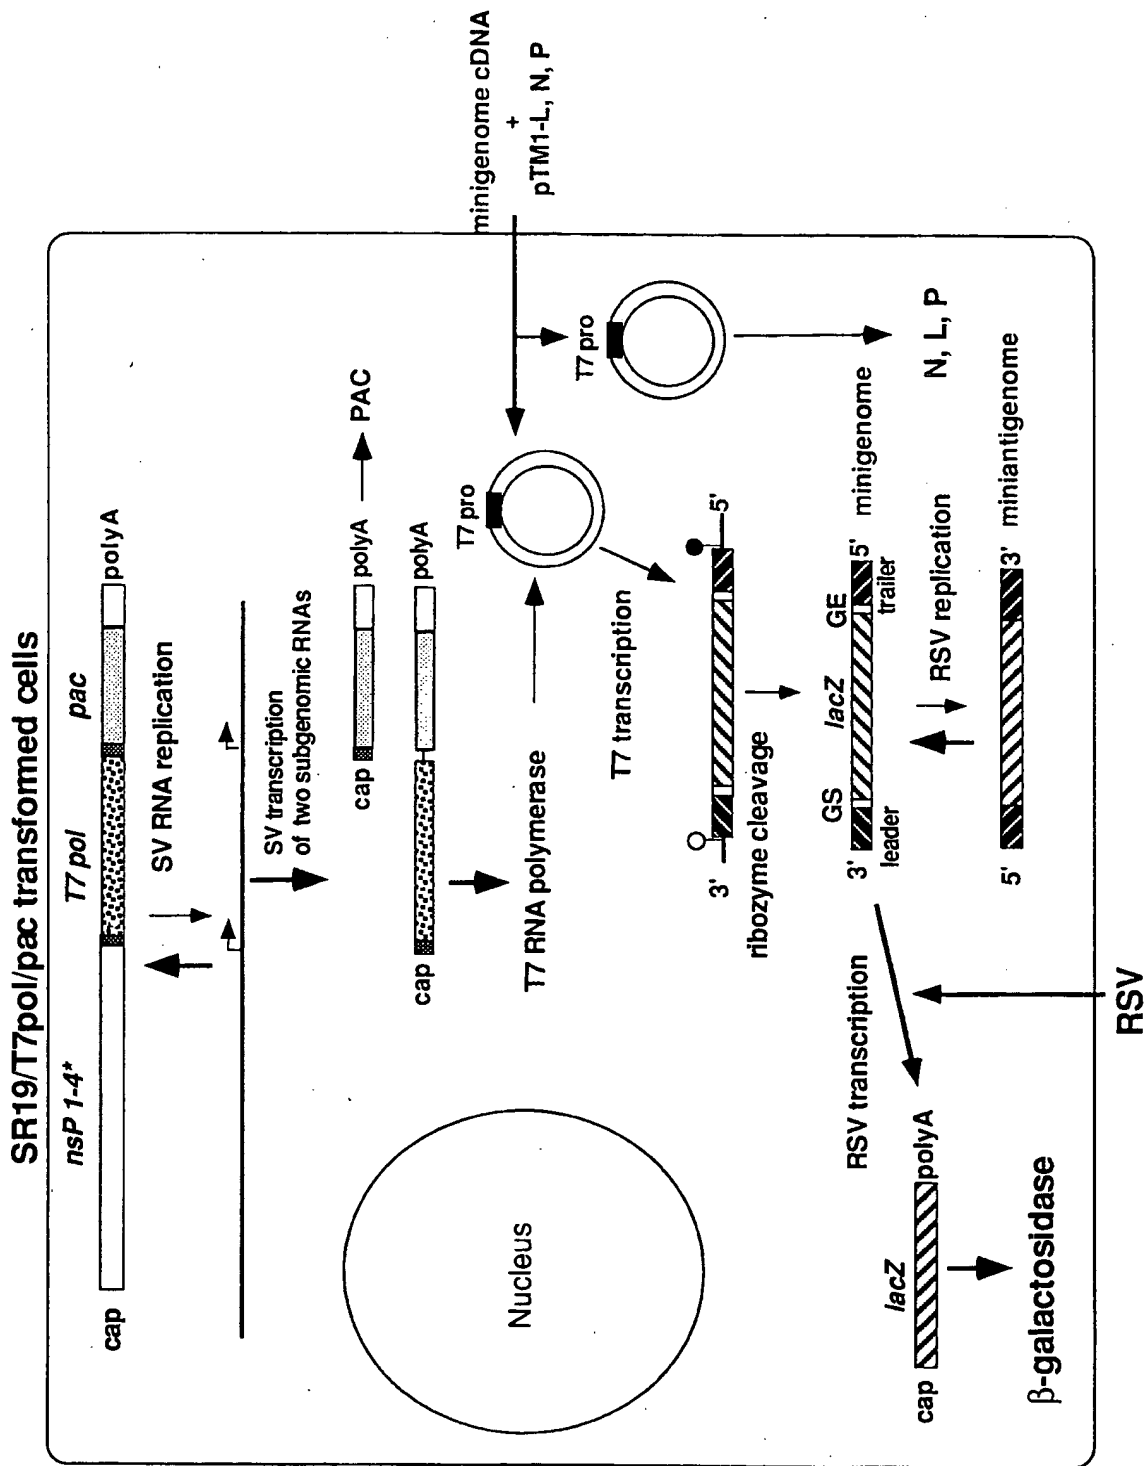 SR19/T7pol/pac transformed cells
nsP 1-4*
T7 pol
pac
cap
polyA
SV RNA replication
SV transcription
of two subgenomic RNAs
cap
polyA
PAC
cap
polyA
T7 RNA polymerase
T7 pro
minigenome cDNA
+
pTM1-L, N, P
T7 pro
N, L, P
T7 transcription
3'
5'
ribozyme cleavage
GS
lacZ
GE
3'
5'
minigenome
leader
trailer
RSV replication
5'
3'
miniantigenome
Nucleus
RSV transcription
lacZ
cap
polyA
β-galactosidase
RSV